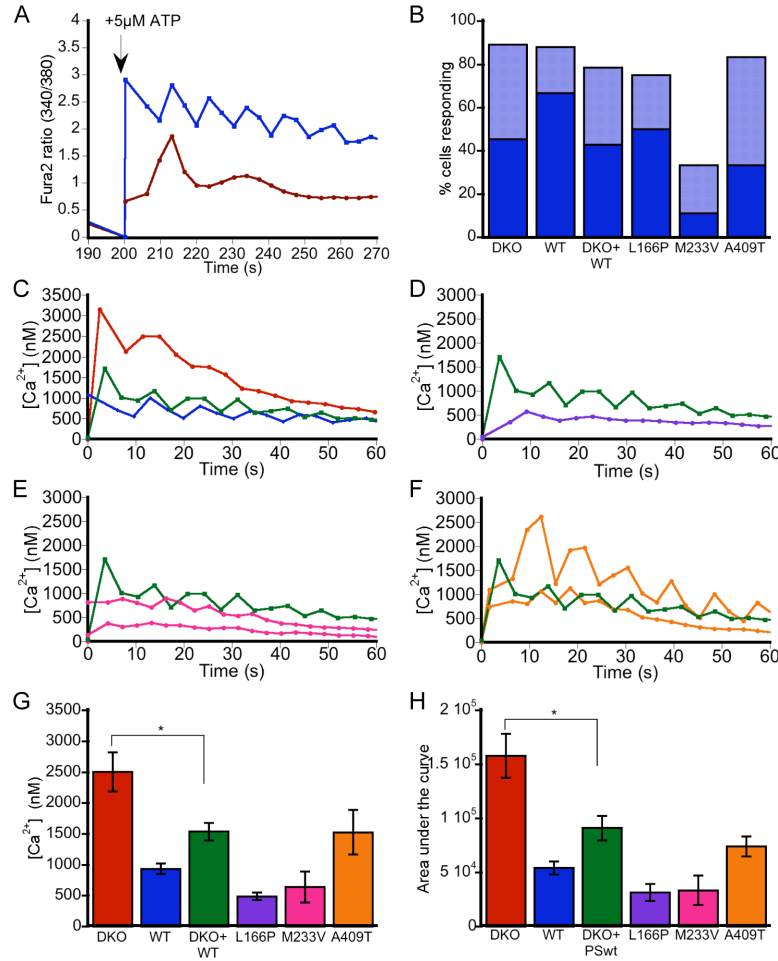 A
+5µM ATP
Fura2 ratio (340/380)
4
3.5
3
2.5
2
1.5
1
0.5
0
190 200 210 220 230 240 250 260 270
Time (s)
B
% cells responding
100
80
60
40
20
0
DKO WT DKO+ L166P M233V A409T
WT
C
[Ca2+] (nM)
3500
3000
2500
2000
1500
1000
500
0
0 10 20 30 40 50 60
Time (s)
D
[Ca2+] (nM)
3000
2500
2000
1500
1000
500
0
0 10 20 30 40 50 60
Time (s)
E
[Ca2+] (nM)
3000
2500
2000
1500
1000
500
0
0 10 20 30 40 50 60
Time (s)
F
[Ca2+] (nM)
3000
2500
2000
1500
1000
500
0
0 10 20 30 40 50 60
Time (s)
G
[Ca2+] (nM)
3500
3000
2500
2000
1500
1000
500
0
*
DKO WT DKO+ L166P M233V A409T
WT
H
Area under the curve
2 10^5
1.5 10^5
1 10^5
5 10^4
0
*
DKO WT DKO+ L166P M233V A409T
PSwt